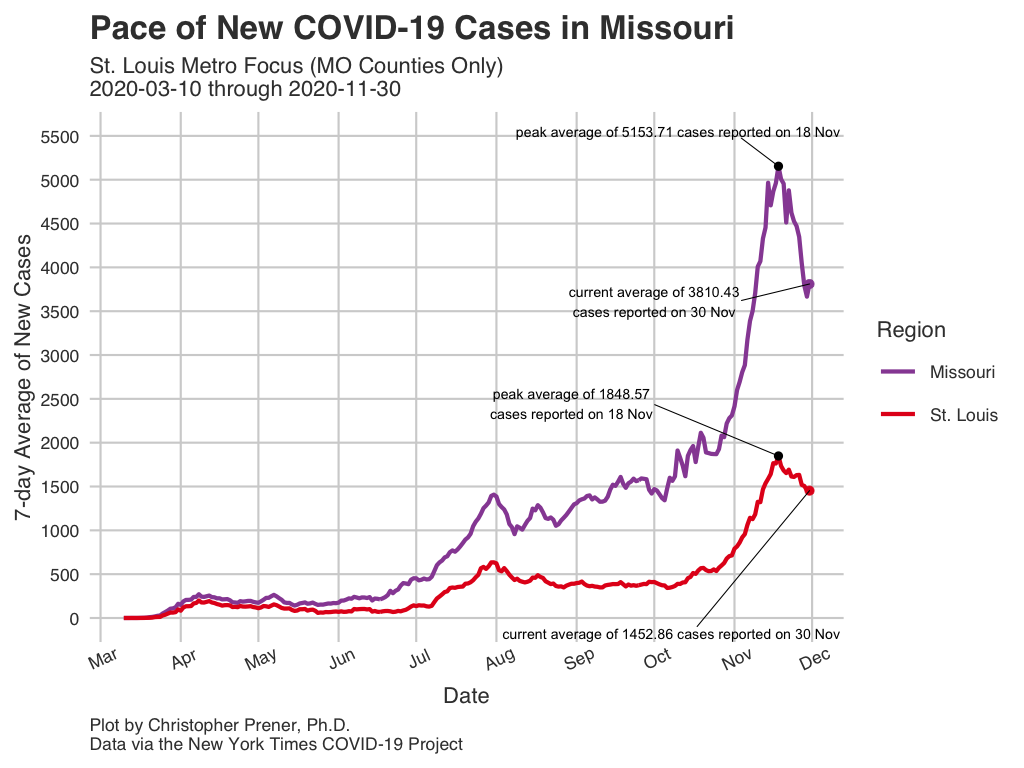 Pace of New COVID-19 Cases in Missouri
St. Louis Metro Focus (MO Counties Only)
2020-03-10 through 2020-11-30
7-day Average of New Cases
5500
5000
4500
4000
3500
3000
2500
2000
1500
1000
500
0
peak average of 5153.71 cases reported on 18 Nov
current average of 3810.43
cases reported on 30 Nov
peak average of 1848.57
cases reported on 18 Nov
current average of 1452.86 cases reported on 30 Nov
Region
Missouri
St. Louis
Mar Apr May Jun Jul Aug Sep Oct Nov Dec
Date
Plot by Christopher Prener, Ph.D.
Data via the New York Times COVID-19 Project